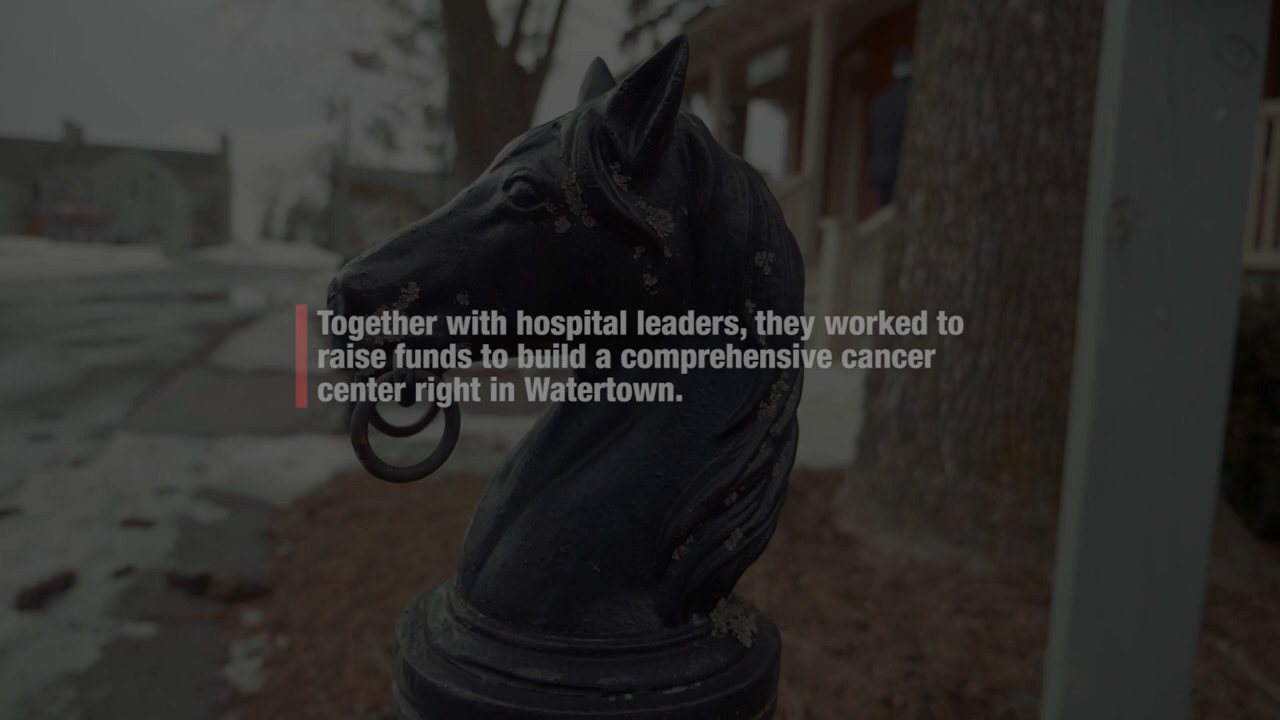 Together with hospital leaders, they worked to
raise funds to build a comprehensive cancer
center right in Watertown.